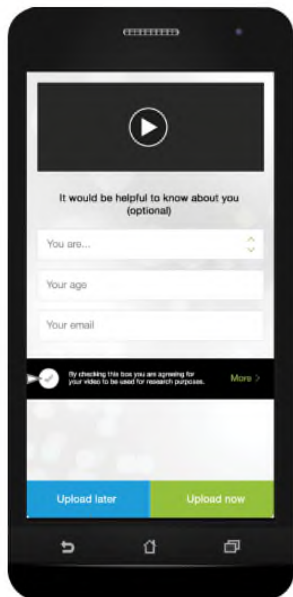 It would be helpful to know about you
(optional)
You are...
Your age
Your email
By checking this box you are agreeing for
your video to be used for research purposes.
More >
Upload later
Upload now